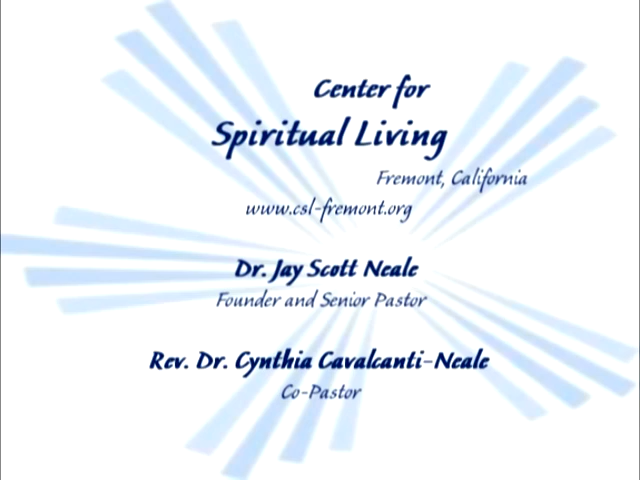 Center for
Spiritual Living
Fremont, California
www.csl-fremont.org
Dr. Jay Scott Neale
Founder and Senior Pastor
Rev. Dr. Cynthia Cavalcanti-Neale
Co-Pastor